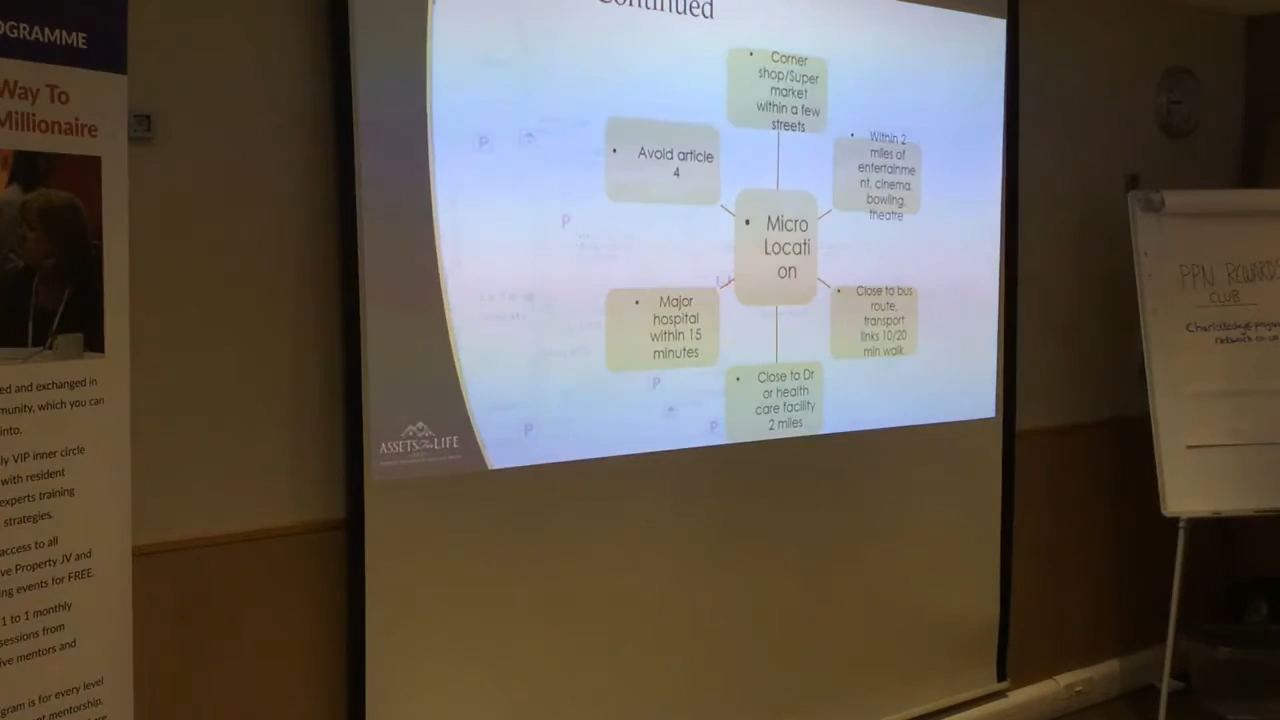 OGRAMME
Way To
Millionaire
ed and exchanged in
munity, which you can
into.
ly VIP inner circle
with resident
experts training
strategies.
access to all
ve Property JV and
ing events for FREE.
1 to 1 monthly
sessions from
ive mentors and
gram is for every level
nt mentorship.
Continued
• Corner
shop/Super
market
within a few
streets
• Avoid article
4
• Within 2
miles of
entertainme
nt, cinema,
bowling,
theatre
• Micro
Locati
on
• Major
hospital
within 15
minutes
• Close to bus
route,
transport
links 10/20
min walk
• Close to Dr
or health
care facility
2 miles
P
P
P
P
P
ASSETS For LIFE
PPN REWARDS
CLUB